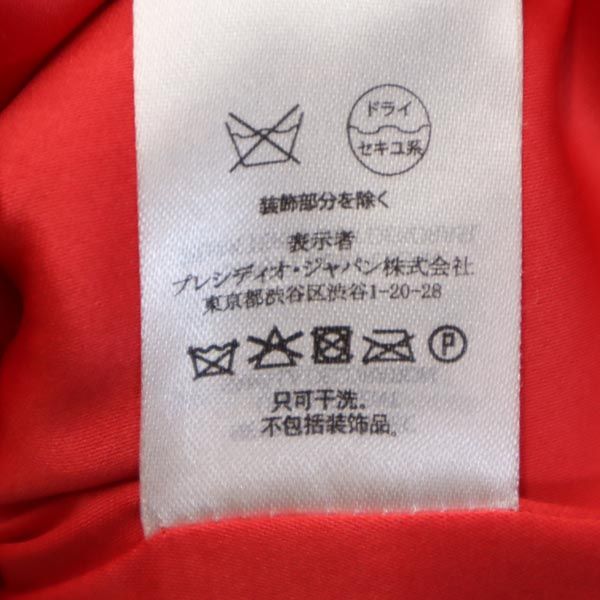 ドライ
セキユ系
装飾部分を除く
表示者
プレシディオ・ジャパン株式会社
東京都渋谷区渋谷1-20-28
P
只可干洗。
不包括装饰品。